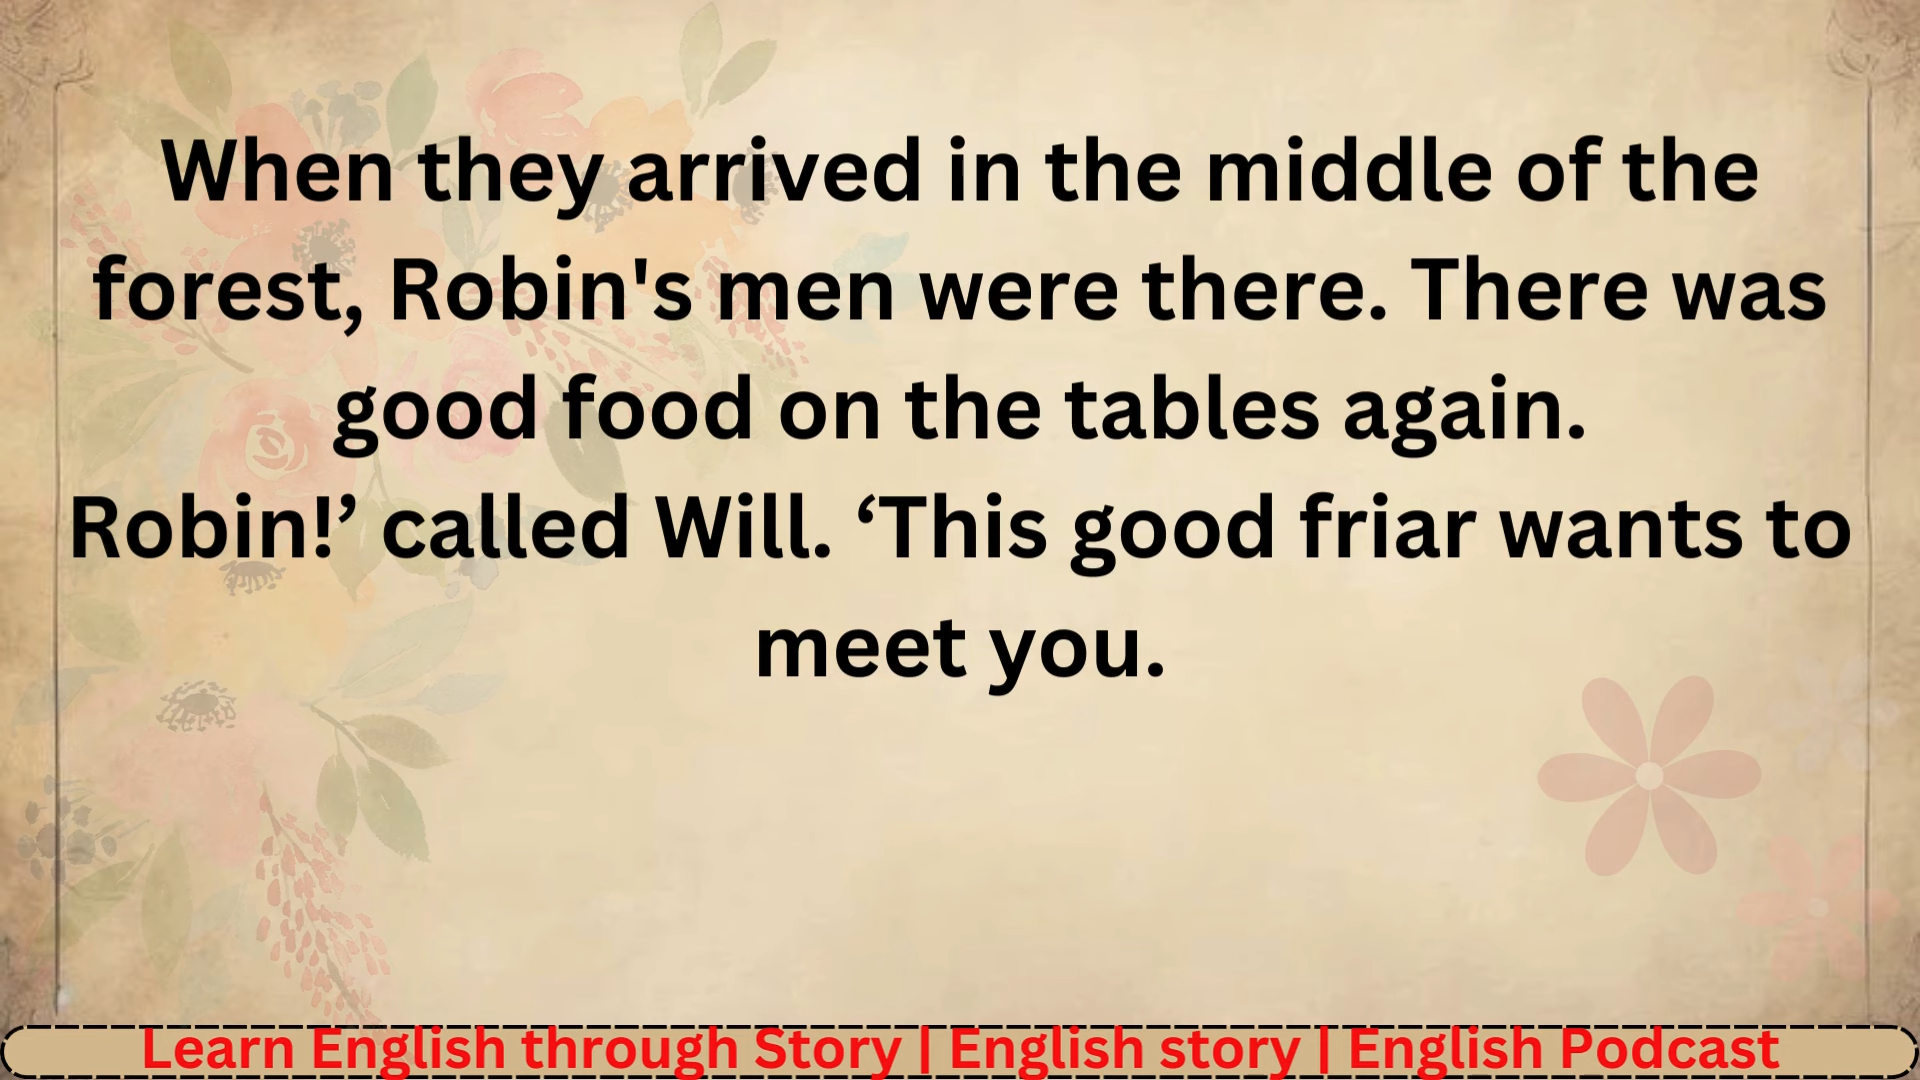 When they arrived in the middle of the
forest, Robin's men were there. There was
good food on the tables again.
Robin!’ called Will. ‘This good friar wants to
meet you.
Learn English through Story | English story | English Podcast